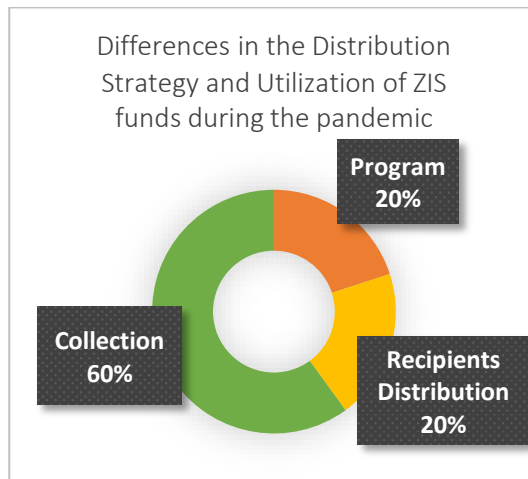 Differences in the Distribution
Strategy and Utilization of ZIS
funds during the pandemic
Program
20%
Collection
60%
Recipients
Distribution
20%